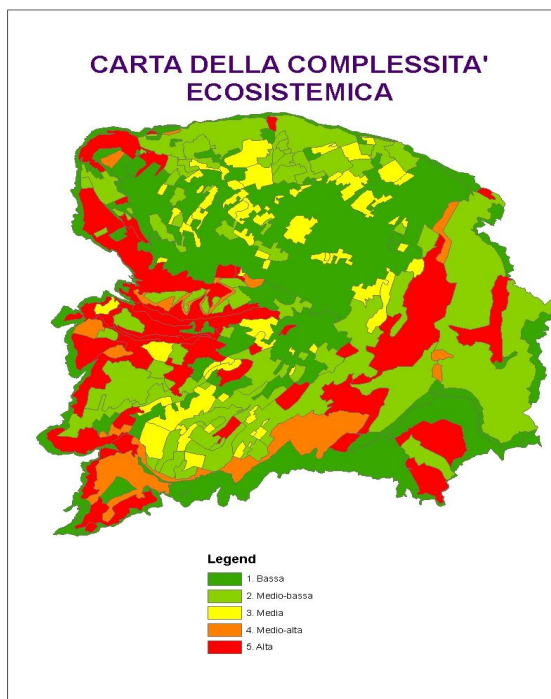 CARTA DELLA COMPLESSITA'
ECOSISTEMICA
Legend
1. Bassa
2. Medio-bassa
3. Media
4. Medio-alta
5. Alta